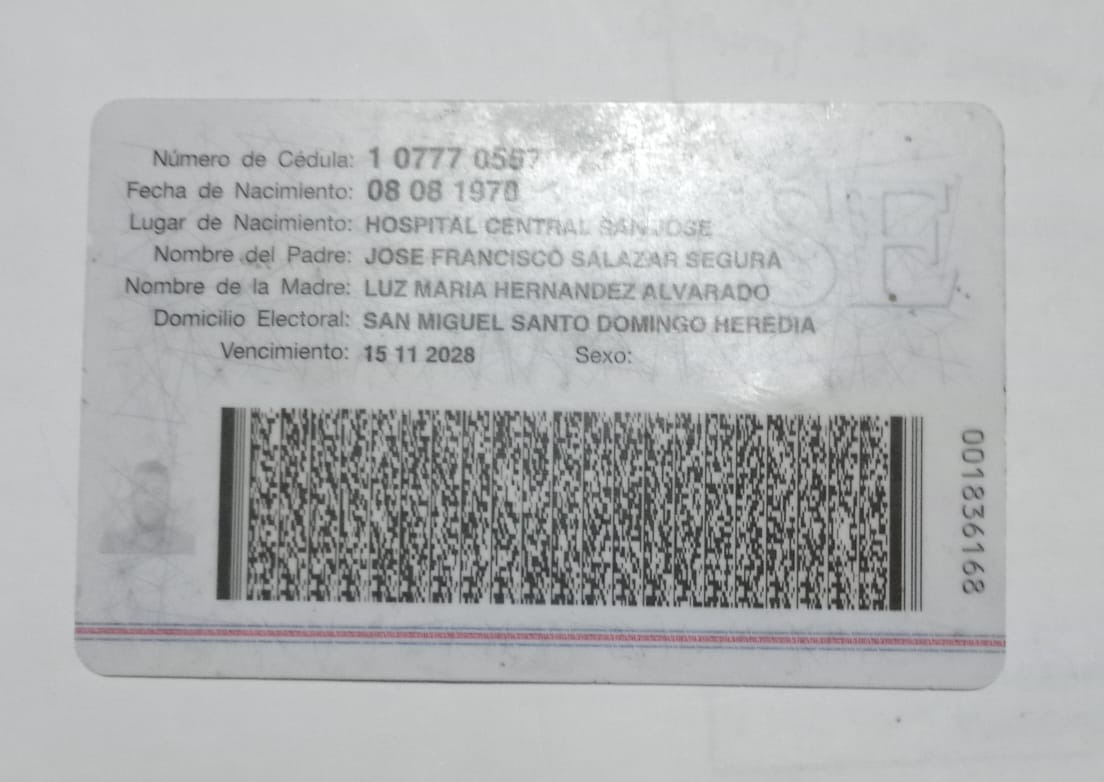 Número de Cédula: 1 0777 0557
Fecha de Nacimiento: 08 08 1970
Lugar de Nacimiento: HOSPITAL CENTRAL SAN JOSE
Nombre del Padre: JOSE FRANCISCO SALAZAR SEGURA
Nombre de la Madre: LUZ MARIA HERNANDEZ ALVARADO
Domicilio Electoral: SAN MIGUEL SANTO DOMINGO HEREDIA
Vencimiento: 15 11 2028 Sexo:
SE
001836168